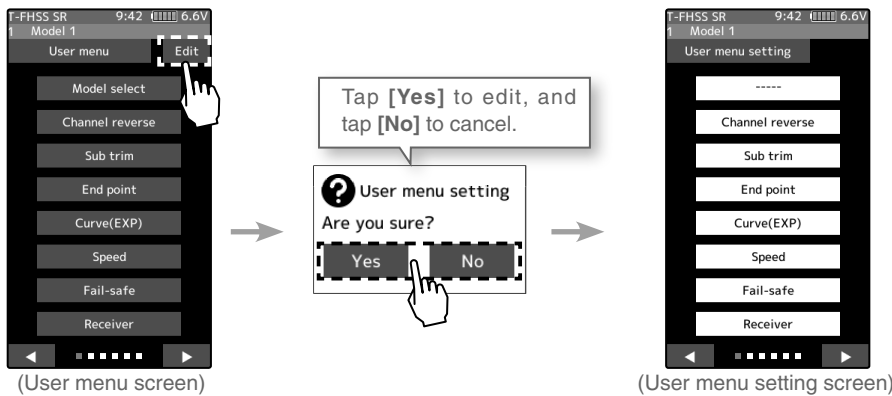 T-FHSS SR 9:42 6.6V
1 Model 1
User menu Edit
Model select
Channel reverse
Sub trim
End point
Curve(EXP)
Speed
Fail-safe
Receiver
(User menu screen)
Tap [Yes] to edit, and
tap [No] to cancel.
? User menu setting
Are you sure?
Yes No
T-FHSS SR 9:42 6.6V
1 Model 1
User menu setting
-----
Channel reverse
Sub trim
End point
Curve(EXP)
Speed
Fail-safe
Receiver
(User menu setting screen)